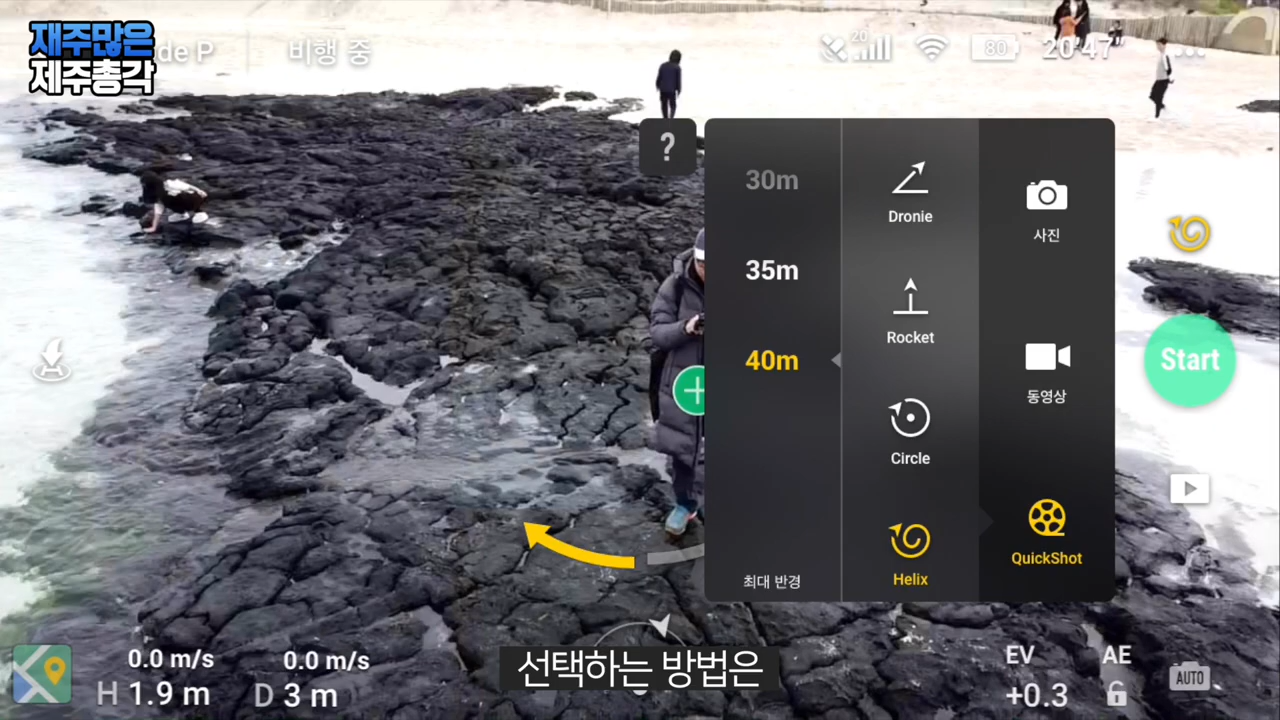 재주많은
제주총각
de P
비행 중
20
80
20'47"
?
30m
35m
40m
최대 반경
Dronie
Rocket
Circle
Helix
사진
동영상
QuickShot
Start
0.0 m/s
0.0 m/s
H 1.9 m
D 3 m
EV
+0.3
AE
AUTO
선택하는 방법은